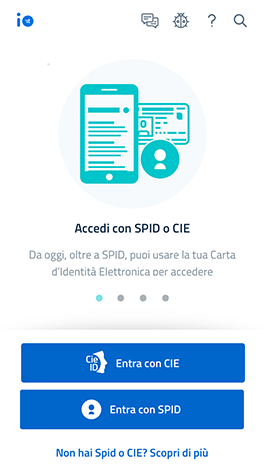 io
Accedi con SPID o CIE
Da oggi, oltre a SPID, puoi usare la tua Carta
d'Identità Elettronica per accedere
Cie
ID
Entra con CIE
Entra con SPID
Non hai Spid o CIE? Scopri di più